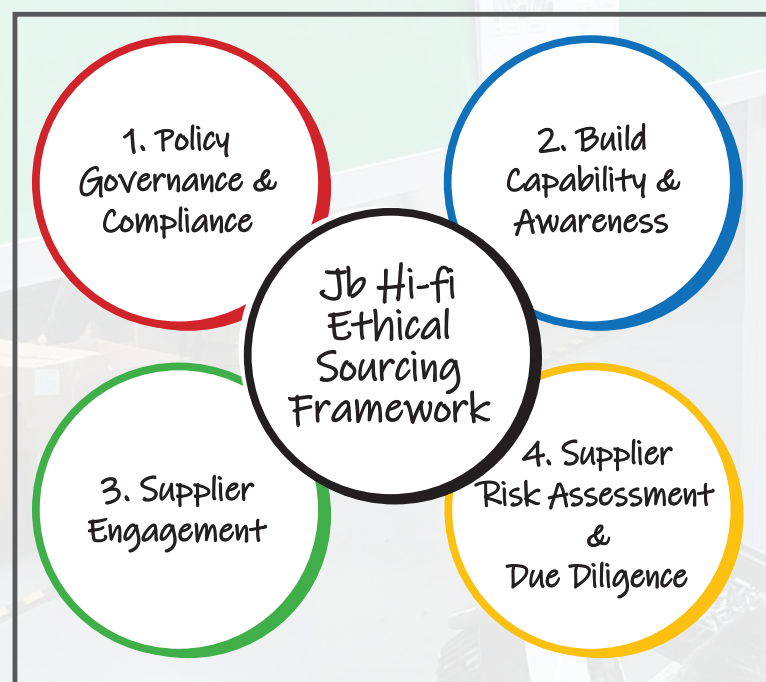 1. Policy
Governance &
Compliance
2. Build
Capability &
Awareness
Jb Hi-fi
Ethical
Sourcing
Framework
3. Supplier
Engagement
4. Supplier
Risk Assessment
&
Due Diligence